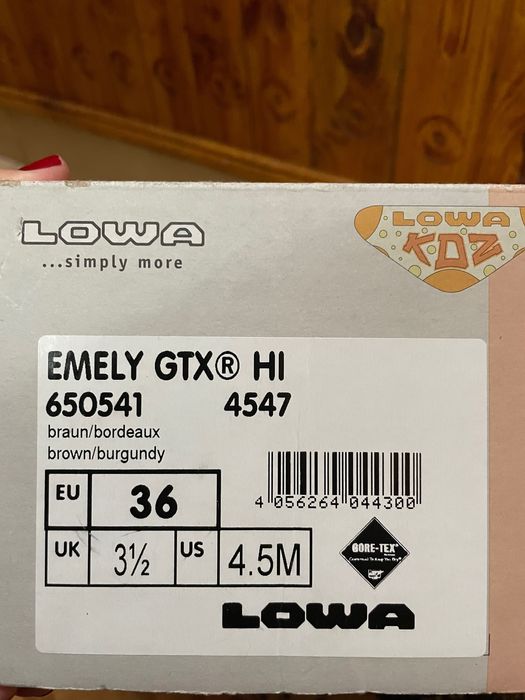 LOWA
...simply more
LOWA
KDZ
EMELY GTX® HI
650541 4547
braun/bordeaux
brown/burgundy
EU 36
4 056264 044300
UK 3½ US 4.5M
GORE-TEX®
LOWA